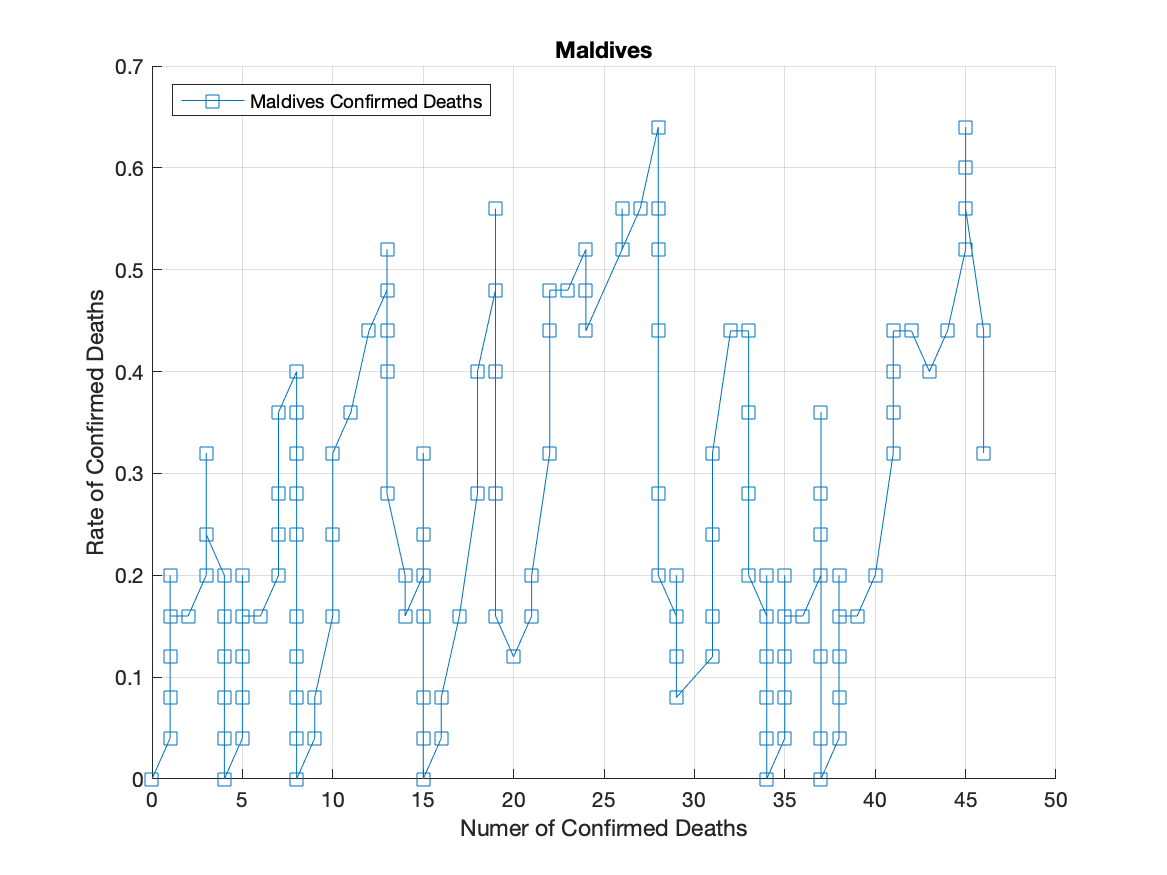 Maldives
Maldives Confirmed Deaths
0.7
0.6
0.5
0.4
0.3
0.2
0.1
0
Rate of Confirmed Deaths
0 5 10 15 20 25 30 35 40 45 50
Numer of Confirmed Deaths